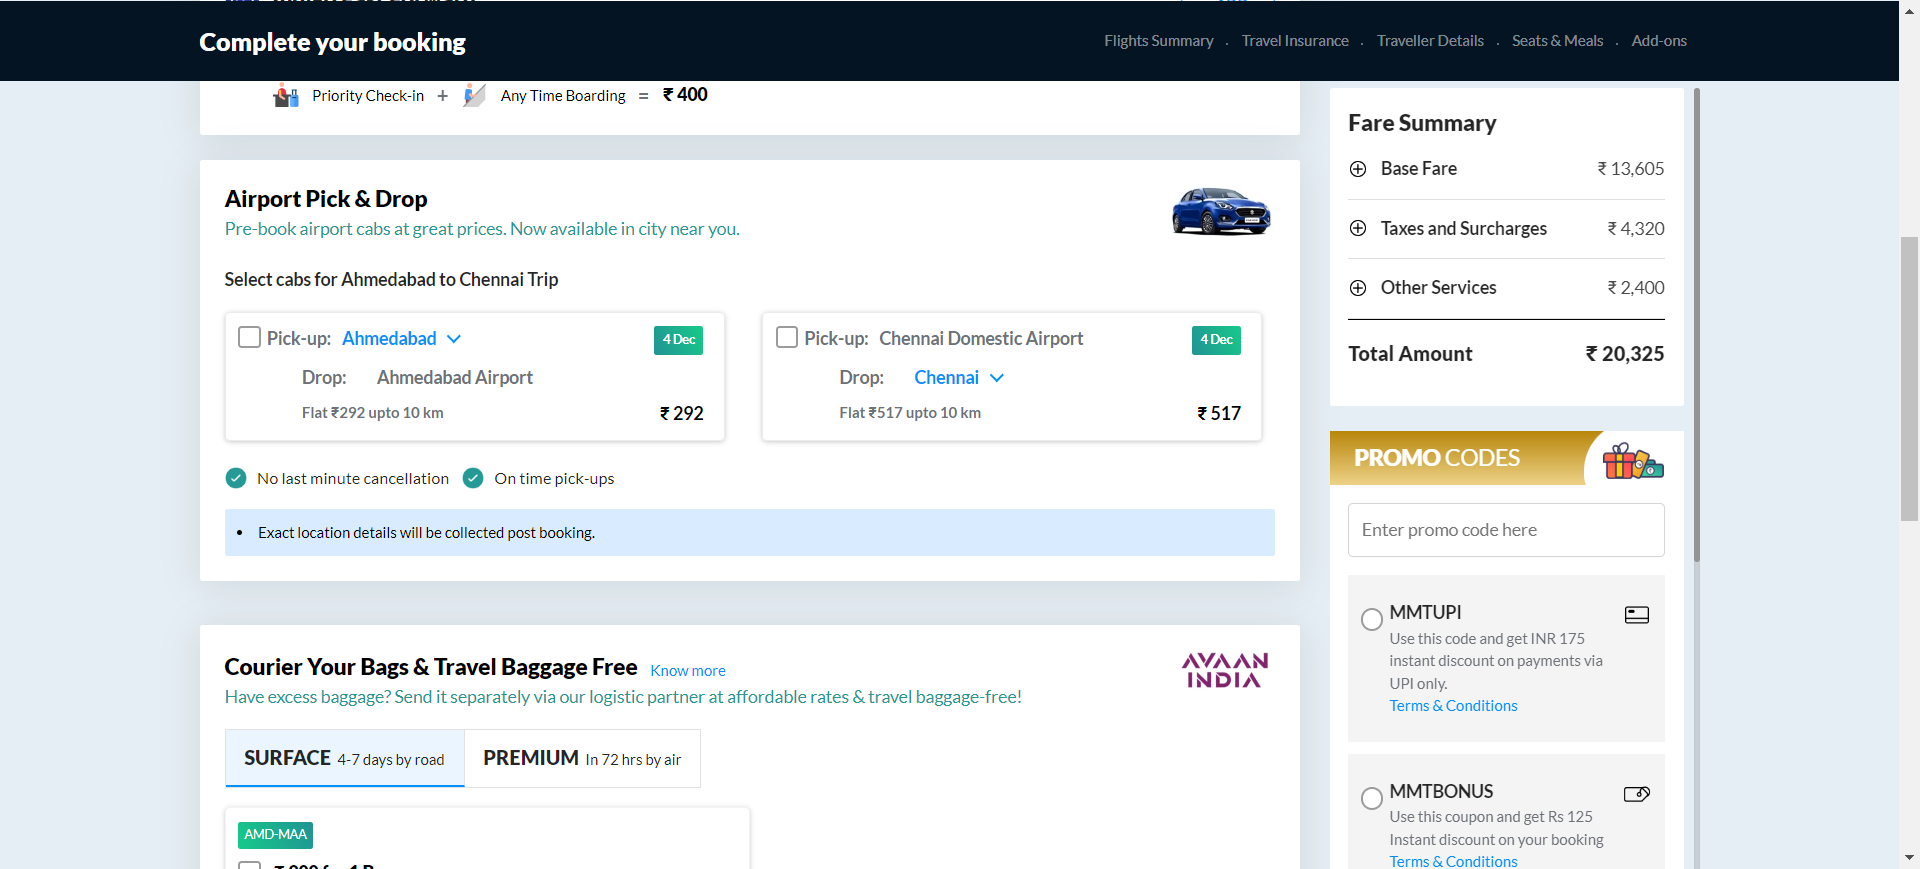 Complete your booking
Flights Summary . Travel Insurance . Traveller Details . Seats & Meals . Add-ons
Priority Check-in + Any Time Boarding = ₹ 400
Airport Pick & Drop
Pre-book airport cabs at great prices. Now available in city near you.
Select cabs for Ahmedabad to Chennai Trip
Pick-up: Ahmedabad 4 Dec
Drop: Ahmedabad Airport
Flat ₹292 upto 10 km ₹ 292
Pick-up: Chennai Domestic Airport 4 Dec
Drop: Chennai
Flat ₹517 upto 10 km ₹ 517
No last minute cancellation On time pick-ups
• Exact location details will be collected post booking.
Courier Your Bags & Travel Baggage Free Know more
Have excess baggage? Send it separately via our logistic partner at affordable rates & travel baggage-free!
AVAAN
INDIA
SURFACE 4-7 days by road PREMIUM In 72 hrs by air
AMD-MAA
Fare Summary
Base Fare ₹ 13,605
Taxes and Surcharges ₹ 4,320
Other Services ₹ 2,400
Total Amount ₹ 20,325
PROMO CODES
Enter promo code here
MMTUPI
Use this code and get INR 175
instant discount on payments via
UPI only.
Terms & Conditions
MMTBONUS
Use this coupon and get Rs 125
Instant discount on your booking
Terms & Conditions